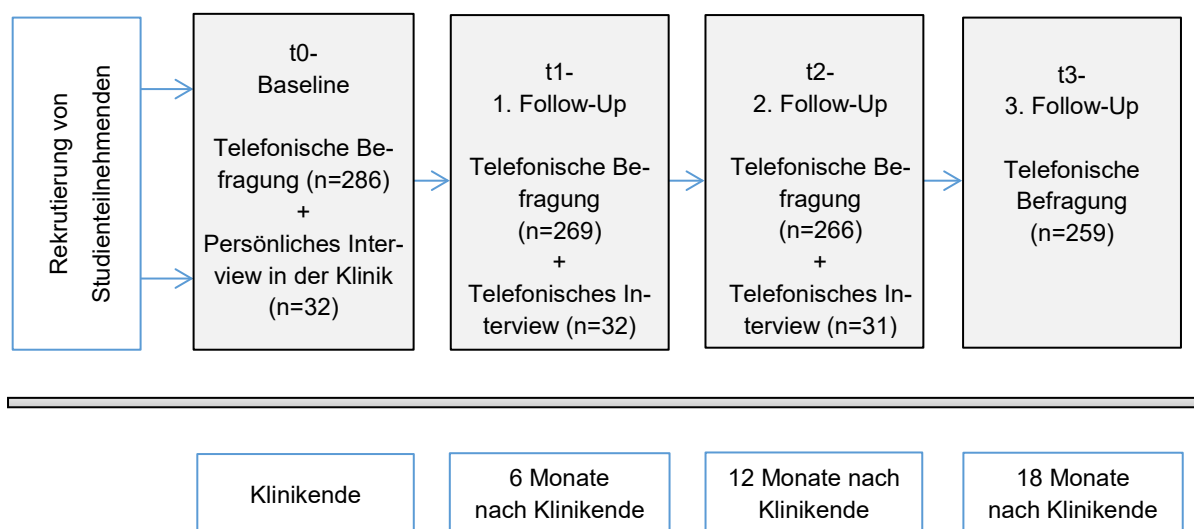 Rekrutierung von
Studienteilnehmenden
t0-
Baseline
Telefonische Be-
fragung (n=286)
+
Persönliches Inter-
view in der Klinik
(n=32)
t1-
1. Follow-Up
Telefonische Be-
fragung
(n=269)
+
Telefonisches In-
terview (n=32)
t2-
2. Follow-Up
Telefonische Be-
fragung
(n=266)
+
Telefonisches In-
terview (n=31)
t3-
3. Follow-Up
Telefonische
Befragung
(n=259)
Klinikende
6 Monate
nach Klinikende
12 Monate nach
Klinikende
18 Monate
nach Klinikende